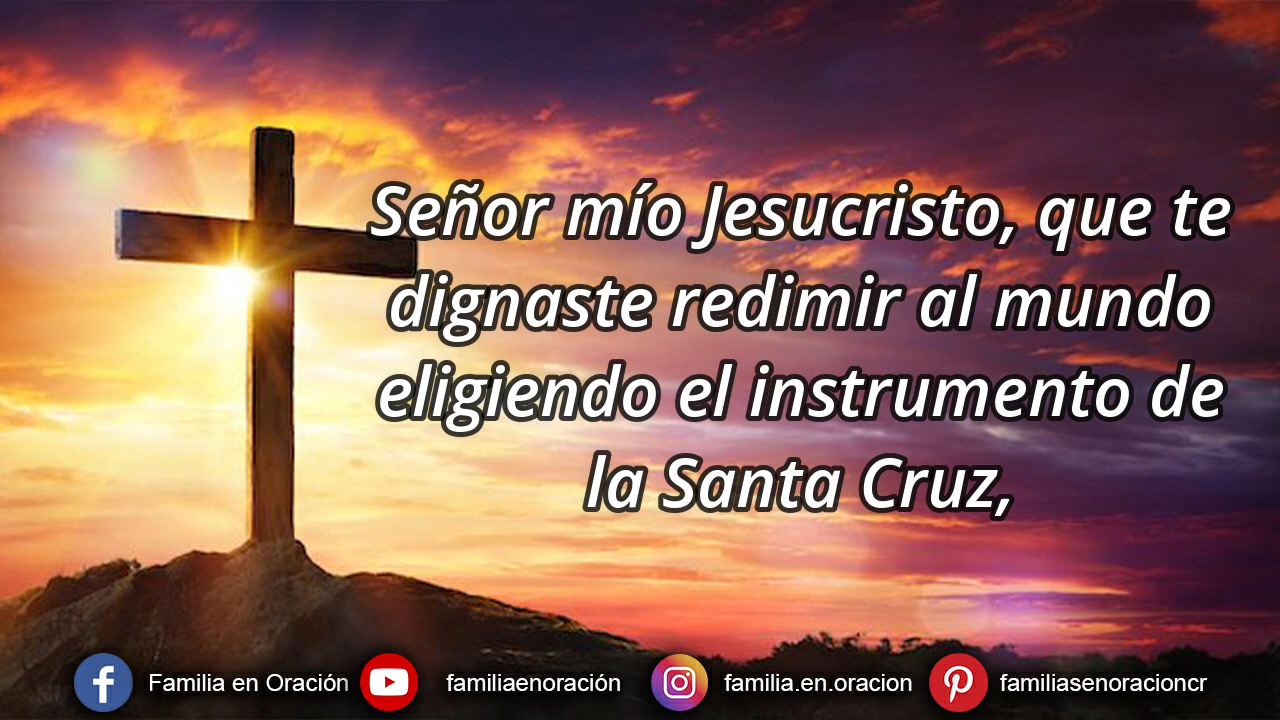 Señor mío Jesucristo, que te
dignaste redimir al mundo
eligiendo el instrumento de
la Santa Cruz,
Familia en Oración familiaenoración familia.en.oracion familiasenoracioncr